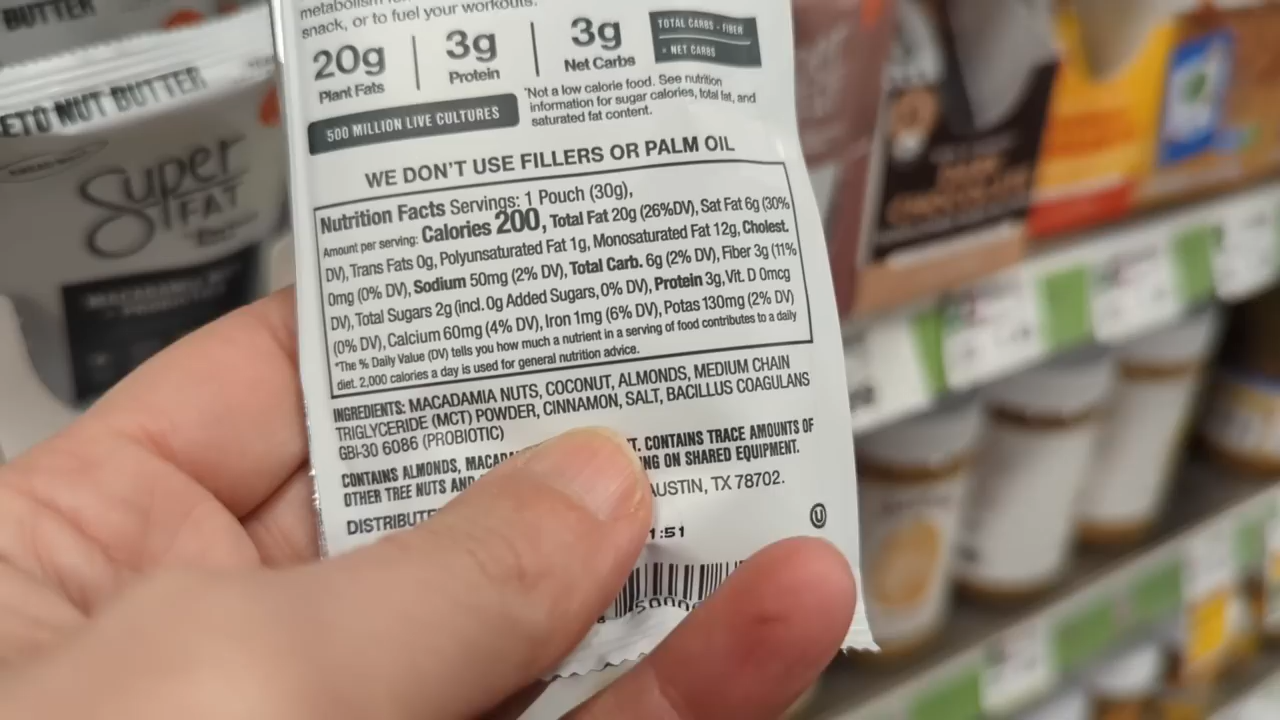 BUTTER
KETO NUT BUTTER
Super
FAT
snack, or to fuel your workouts.
20g
Plant Fats
3g
Protein
3g
Net Carbs
TOTAL CARBS - FIBER
= NET CARBS
500 MILLION LIVE CULTURES
*Not a low calorie food. See nutrition
information for sugar calories, total fat, and
saturated fat content.
WE DON'T USE FILLERS OR PALM OIL
Nutrition Facts Servings: 1 Pouch (30g),
Amount per serving: Calories 200, Total Fat 20g (26%DV), Sat Fat 6g (30%
DV), Trans Fats 0g, Polyunsaturated Fat 1g, Monosaturated Fat 12g, Cholest.
0mg (0% DV), Sodium 50mg (2% DV), Total Carb. 6g (2% DV), Fiber 3g (11%
DV), Total Sugars 2g (incl. 0g Added Sugars, 0% DV), Protein 3g, Vit. D 0mcg
(0% DV), Calcium 60mg (4% DV), Iron 1mg (6% DV), Potas 130mg (2% DV)
*The % Daily Value (DV) tells you how much a nutrient in a serving of food contributes to a daily
diet. 2,000 calories a day is used for general nutrition advice.
INGREDIENTS: MACADAMIA NUTS, COCONUT, ALMONDS, MEDIUM CHAIN
TRIGLYCERIDE (MCT) POWDER, CINNAMON, SALT, BACILLUS COAGULANS
GBI-30 6086 (PROBIOTIC)
CONTAINS ALMONDS, T. CONTAINS TRACE AMOUNTS OF
OTHER TREE NUTS AND NG ON SHARED EQUIPMENT.
DISTRIBUTE AUSTIN, TX 78702.
1:51
U